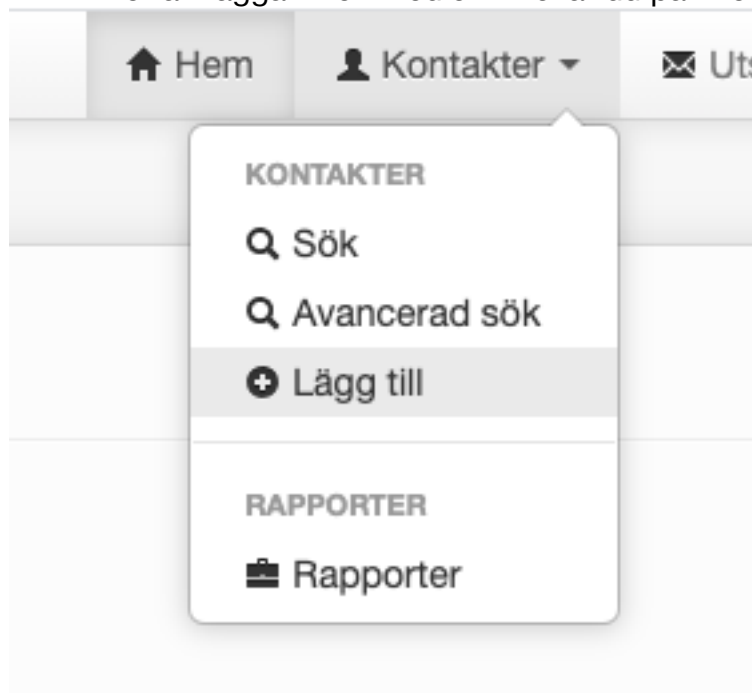 Hem Kontakter
KONTAKTER
Sök
Avancerad sök
Lägg till
RAPPORTER
Rapporter